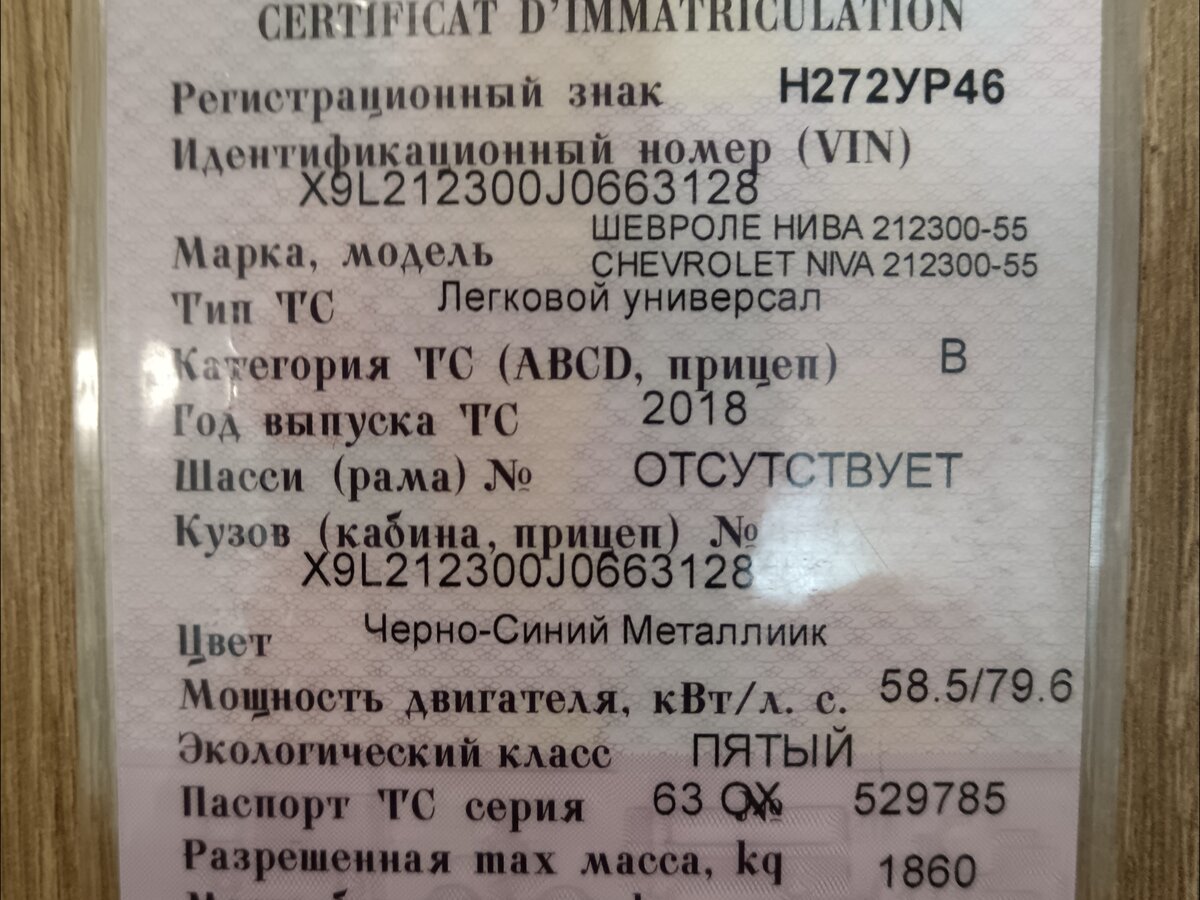 CERTIFICAT D'IMMATRICULATION
Регистрационный знак Н272УР46
Идентификационный номер (VIN)
X9L212300J0663128
Марка, модель ШЕВРОЛЕ НИВА 212300-55
CHEVROLET NIVA 212300-55
Тип ТС Легковой универсал
Категория ТС (ABCD, прицеп) B
Год выпуска ТС 2018
Шасси (рама) № ОТСУТСТВУЕТ
Кузов (кабина, прицеп) №
X9L212300J0663128
Цвет Черно-Синий Металлиик
Мощность двигателя, кВт/л. с. 58.5/79.6
Экологический класс ПЯТЫЙ
Паспорт ТС серия 63 ОХ № 529785
Разрешенная max масса, kq 1860